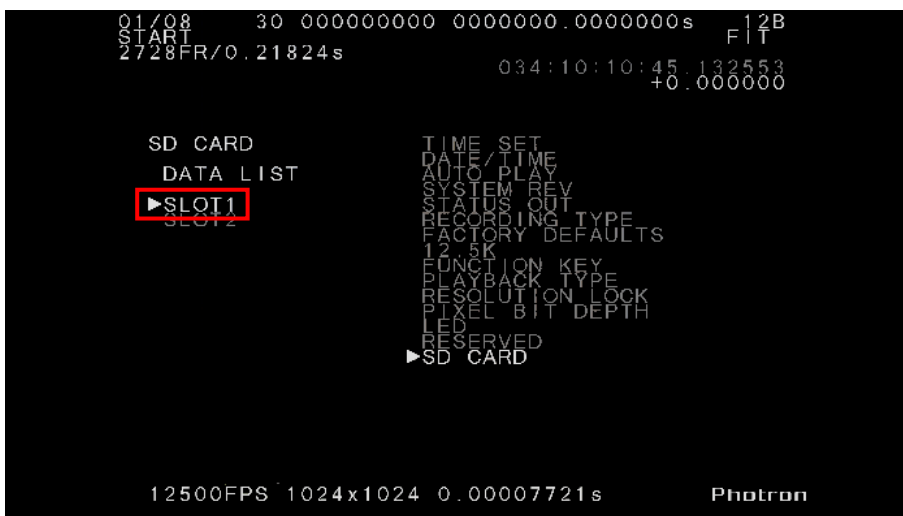 01/08 30 000000000 0000000.0000000s 12B
START FIT
2728FR/0.21824s
034:10:10:45.132553
+0.000000
SD CARD
DATA LIST
▶SLOT1
SLOT2
TIME SET
DATE/TIME
AUTO PLAY
SYSTEM REV
STATUS OUT
RECORDING TYPE
FACTORY DEFAULTS
12.5K
FUNCTION KEY
PLAYBACK TYPE
RESOLUTION LOCK
PIXEL BIT DEPTH
LED
RESERVED
▶SD CARD
12500FPS 1024x1024 0.00007721s Photron